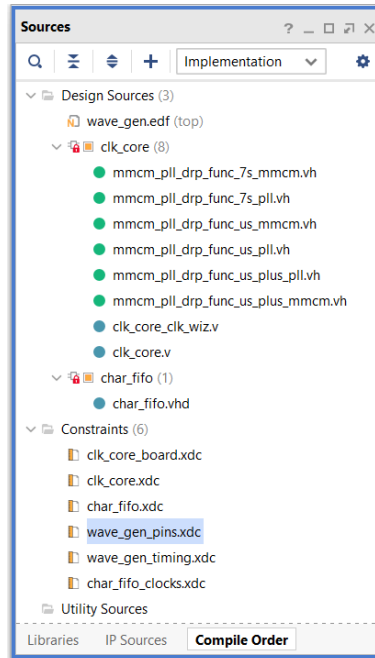 Sources
Implementation
Design Sources (3)
wave_gen.edf (top)
clk_core (8)
mmcm_pll_drp_func_7s_mmcm.vh
mmcm_pll_drp_func_7s_pll.vh
mmcm_pll_drp_func_us_mmcm.vh
mmcm_pll_drp_func_us_pll.vh
mmcm_pll_drp_func_us_plus_pll.vh
mmcm_pll_drp_func_us_plus_mmcm.vh
clk_core_clk_wiz.v
clk_core.v
char_fifo (1)
char_fifo.vhd
Constraints (6)
clk_core_board.xdc
clk_core.xdc
char_fifo.xdc
wave_gen_pins.xdc
wave_gen_timing.xdc
char_fifo_clocks.xdc
Utility Sources
Libraries IP Sources Compile Order